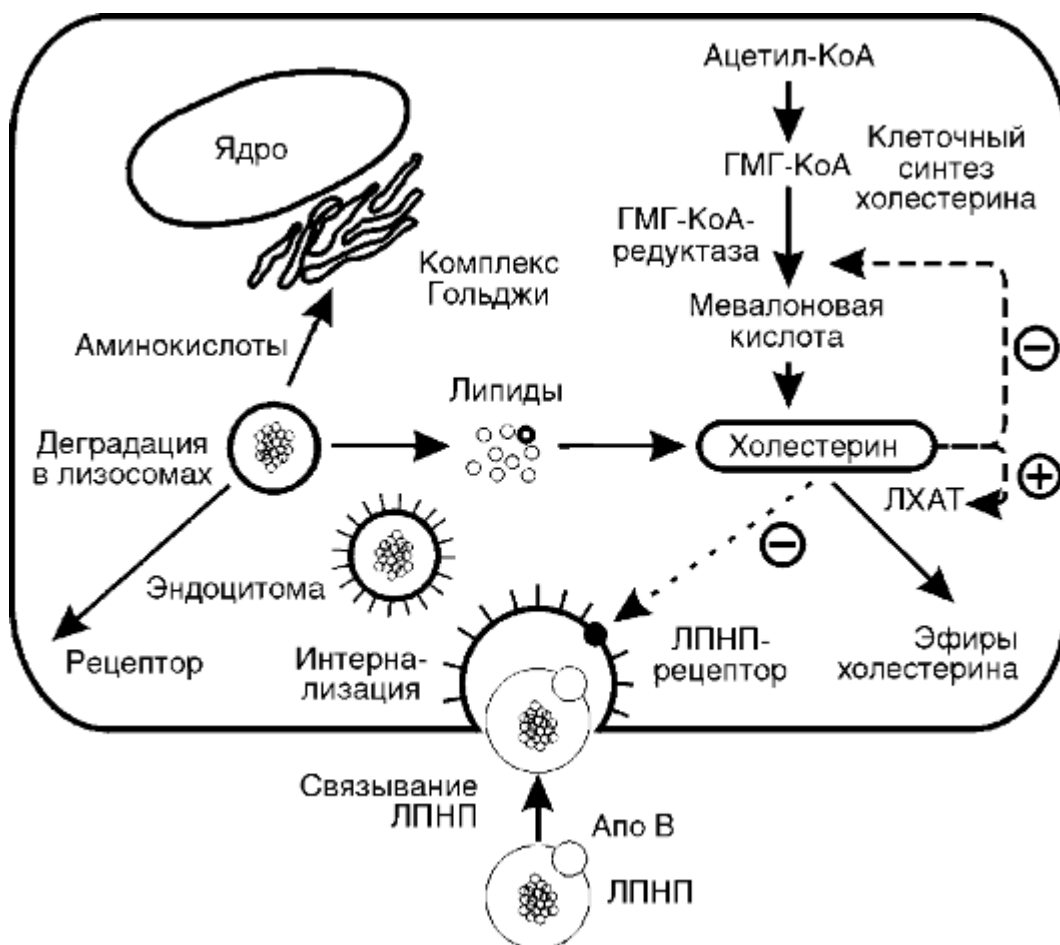 Ацетил-КоА
Ядро
ГМГ-КоА
Клеточный
синтез
холестерина
ГМГ-КоА-
редуктаза
Комплекс
Гольджи
Мевалоновая
кислота
−
Аминокислоты
Липиды
Деградация
в лизосомах
Холестерин
+
ЛХАТ
−
Эндоцитома
Рецептор
Интерна-
лизация
ЛПНП-
рецептор
Эфиры
холестерина
Связывание
ЛПНП
Апо В
ЛПНП